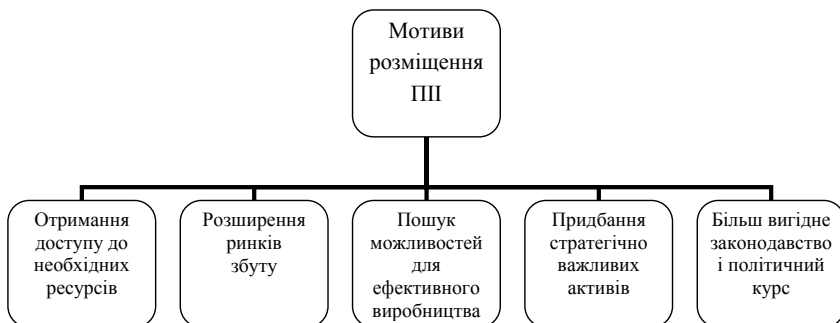 Мотиви
розміщення
ПІІ
Отримання
доступу до
необхідних
ресурсів
Розширення
ринків
збуту
Пошук
можливостей
для
ефективного
виробництва
Придбання
стратегічно
важливих
активів
Більш вигідне
законодавство
і політичний
курс